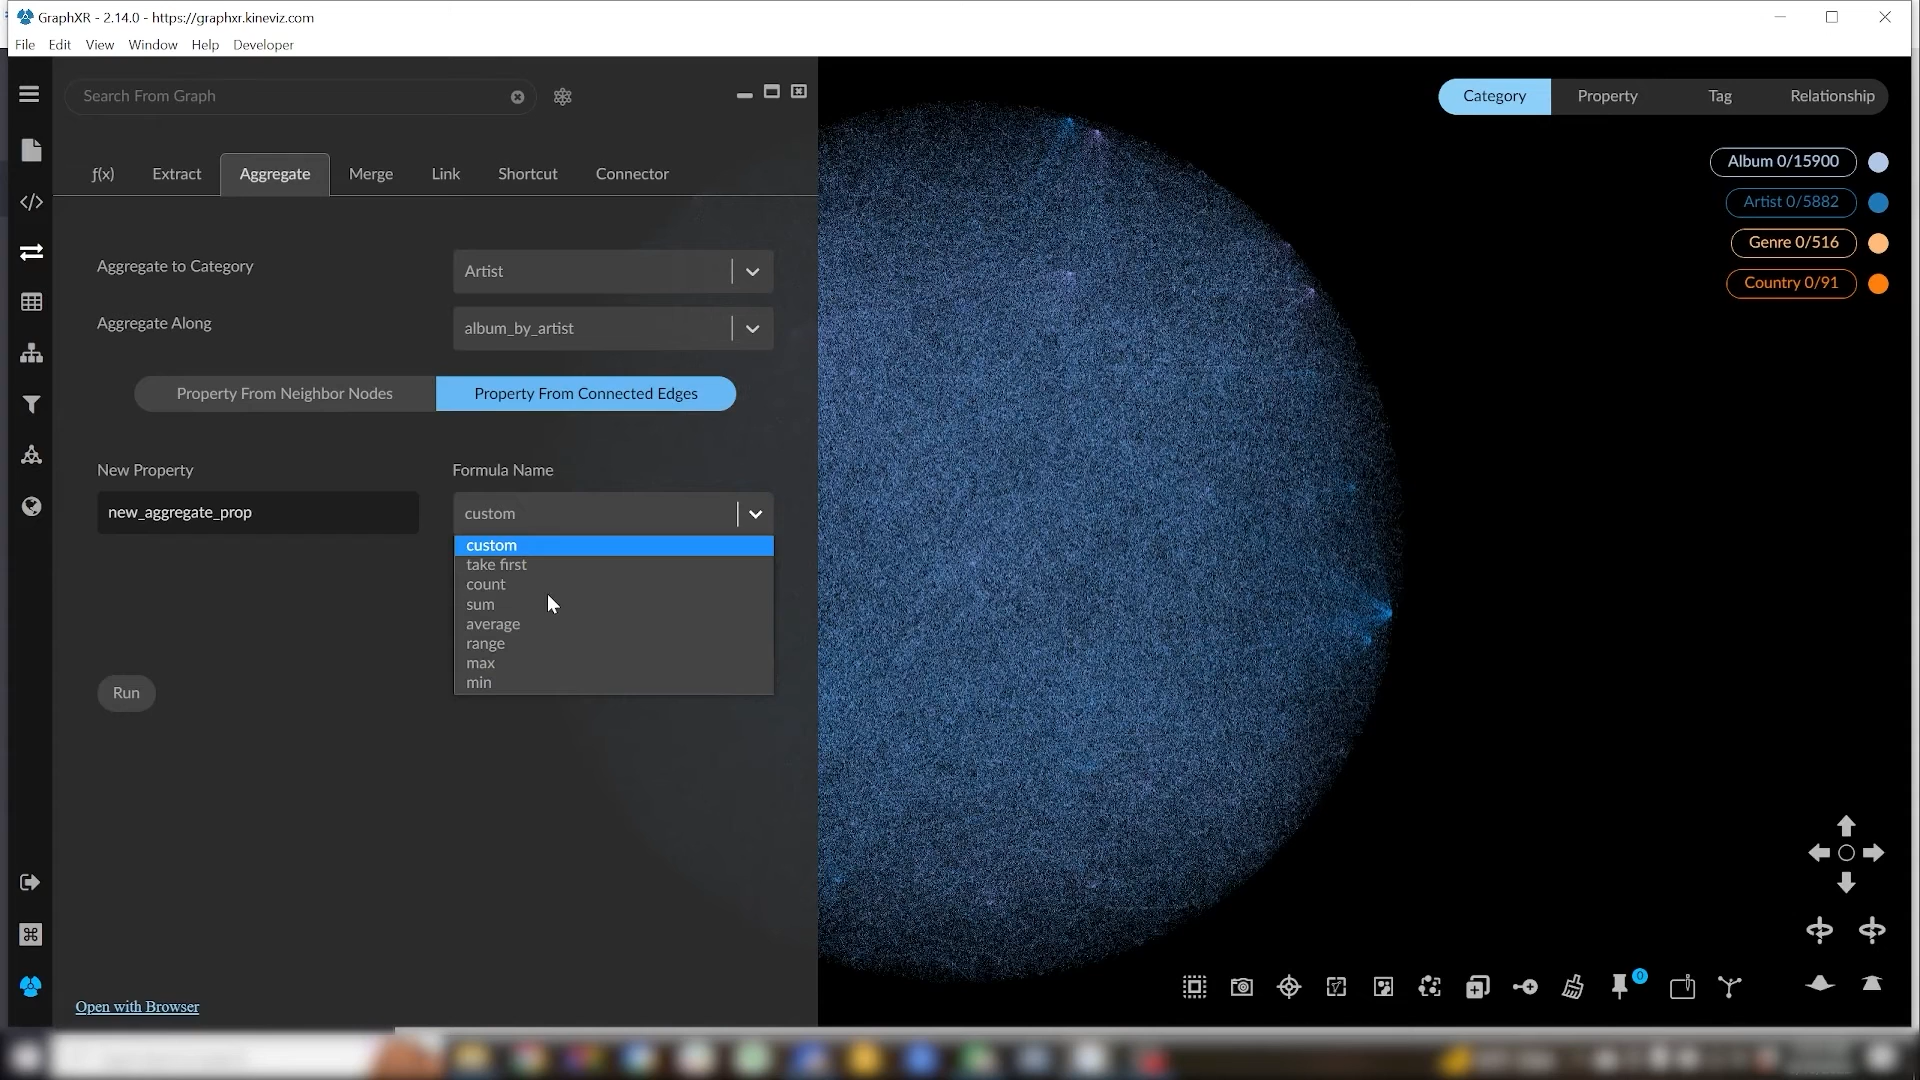 GraphXR - 2.14.0 - https://graphxr.kineviz.com
File Edit View Window Help Developer
Search From Graph
f(x) Extract Aggregate Merge Link Shortcut Connector
Aggregate to Category
Artist
Aggregate Along
album_by_artist
Property From Neighbor Nodes
Property From Connected Edges
New Property
Formula Name
new_aggregate_prop
custom
custom
take first
count
sum
average
range
max
min
Run
Open with Browser
Category Property Tag Relationship
Album 0/15900
Artist 0/5882
Genre 0/516
Country 0/91
0